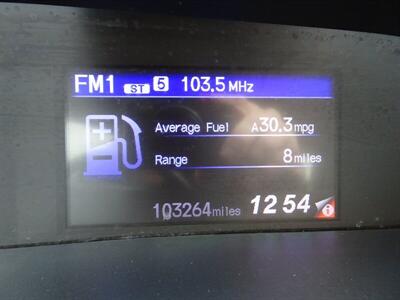 FM1 ST 5 103.5 MHz
Average Fuel A30.3 mpg
Range 8 miles
103264 miles 12 54 i